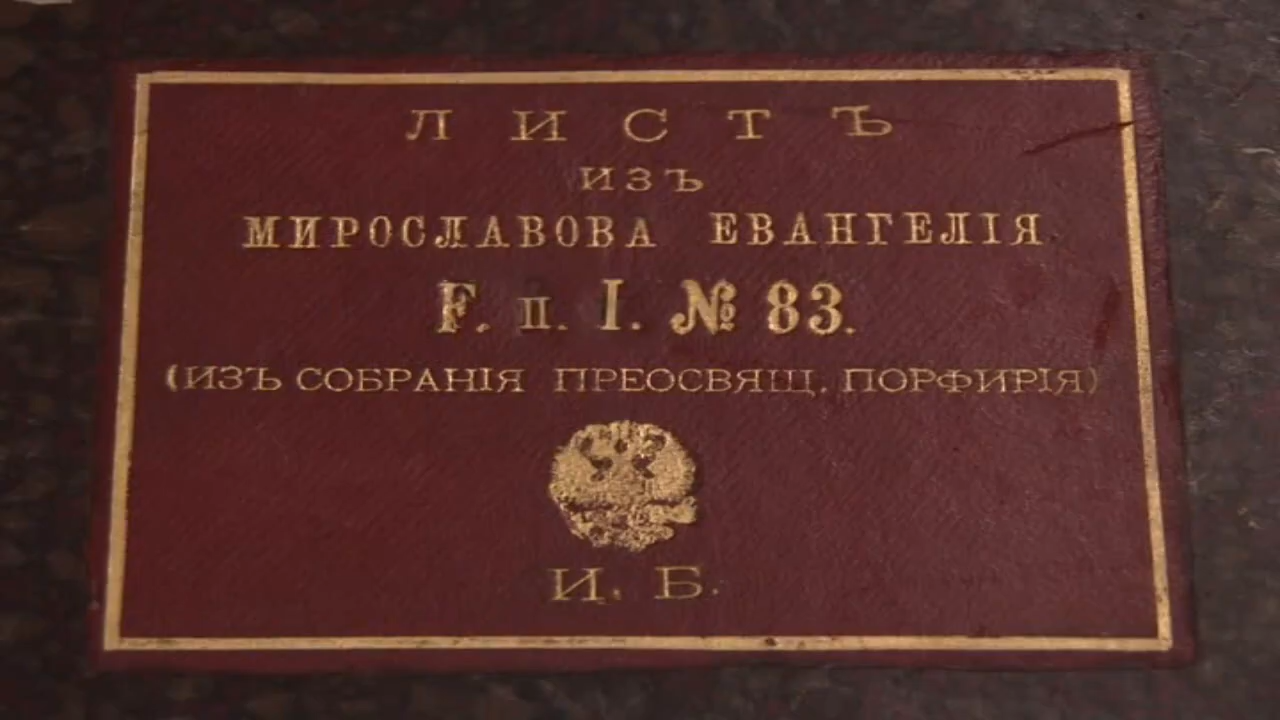 ЛИСТЪ
ИЗЪ
МИРОСЛАВОВА ЕВАНГЕЛІЯ
F. п. I. № 83.
(ИЗЪ СОБРАНІЯ ПРЕОСВЯЩ. ПОРФИРІЯ)
И. Б.